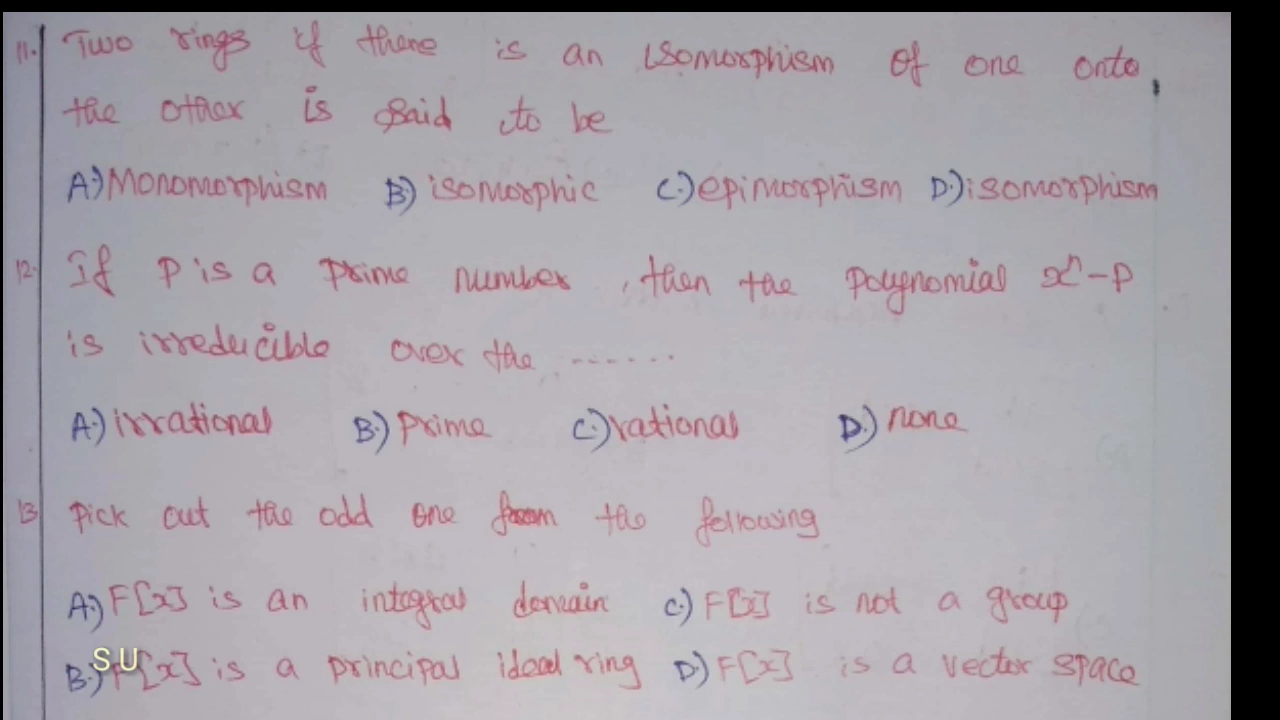 11. Two rings if there is an isomorphism of one onto
the other is said to be
A.) Monomorphism B) isomorphic C.) epimorphism D.) isomorphism
12. If P is a prime number, then the polynomial xⁿ-p
is irreducible over the .......
A.) irrational B.) prime C.) rational D.) none
13 pick out the odd one from the following
A.) F[x] is an integral domain C.) F[x] is not a group
B.) F[x] is a principal ideal ring D.) F[x] is a vector space
SU